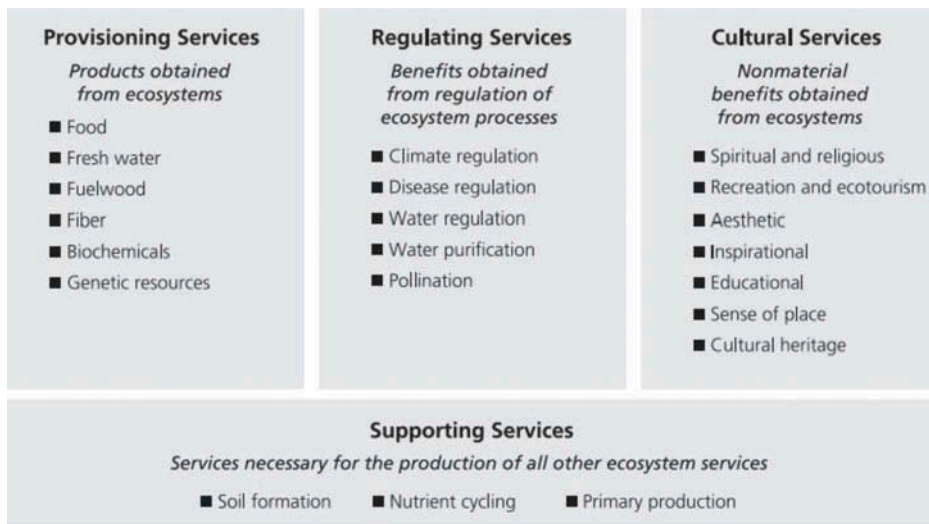 Provisioning Services
Products obtained
from ecosystems
■ Food
■ Fresh water
■ Fuelwood
■ Fiber
■ Biochemicals
■ Genetic resources
Regulating Services
Benefits obtained
from regulation of
ecosystem processes
■ Climate regulation
■ Disease regulation
■ Water regulation
■ Water purification
■ Pollination
Cultural Services
Nonmaterial
benefits obtained
from ecosystems
■ Spiritual and religious
■ Recreation and ecotourism
■ Aesthetic
■ Inspirational
■ Educational
■ Sense of place
■ Cultural heritage
Supporting Services
Services necessary for the production of all other ecosystem services
■ Soil formation ■ Nutrient cycling ■ Primary production